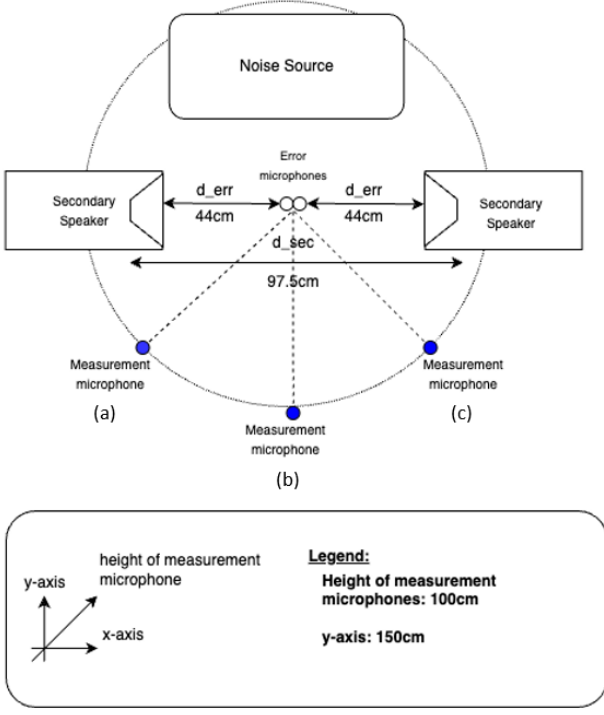 Noise Source
Error
microphones
d_err
d_err
44cm
44cm
Secondary
Speaker
Secondary
Speaker
d_sec
97.5cm
Measurement
microphone
(a)
Measurement
microphone
(c)
Measurement
microphone
(b)
height of measurement
microphone
y-axis
x-axis
Legend:
Height of measurement
microphones: 100cm
y-axis: 150cm